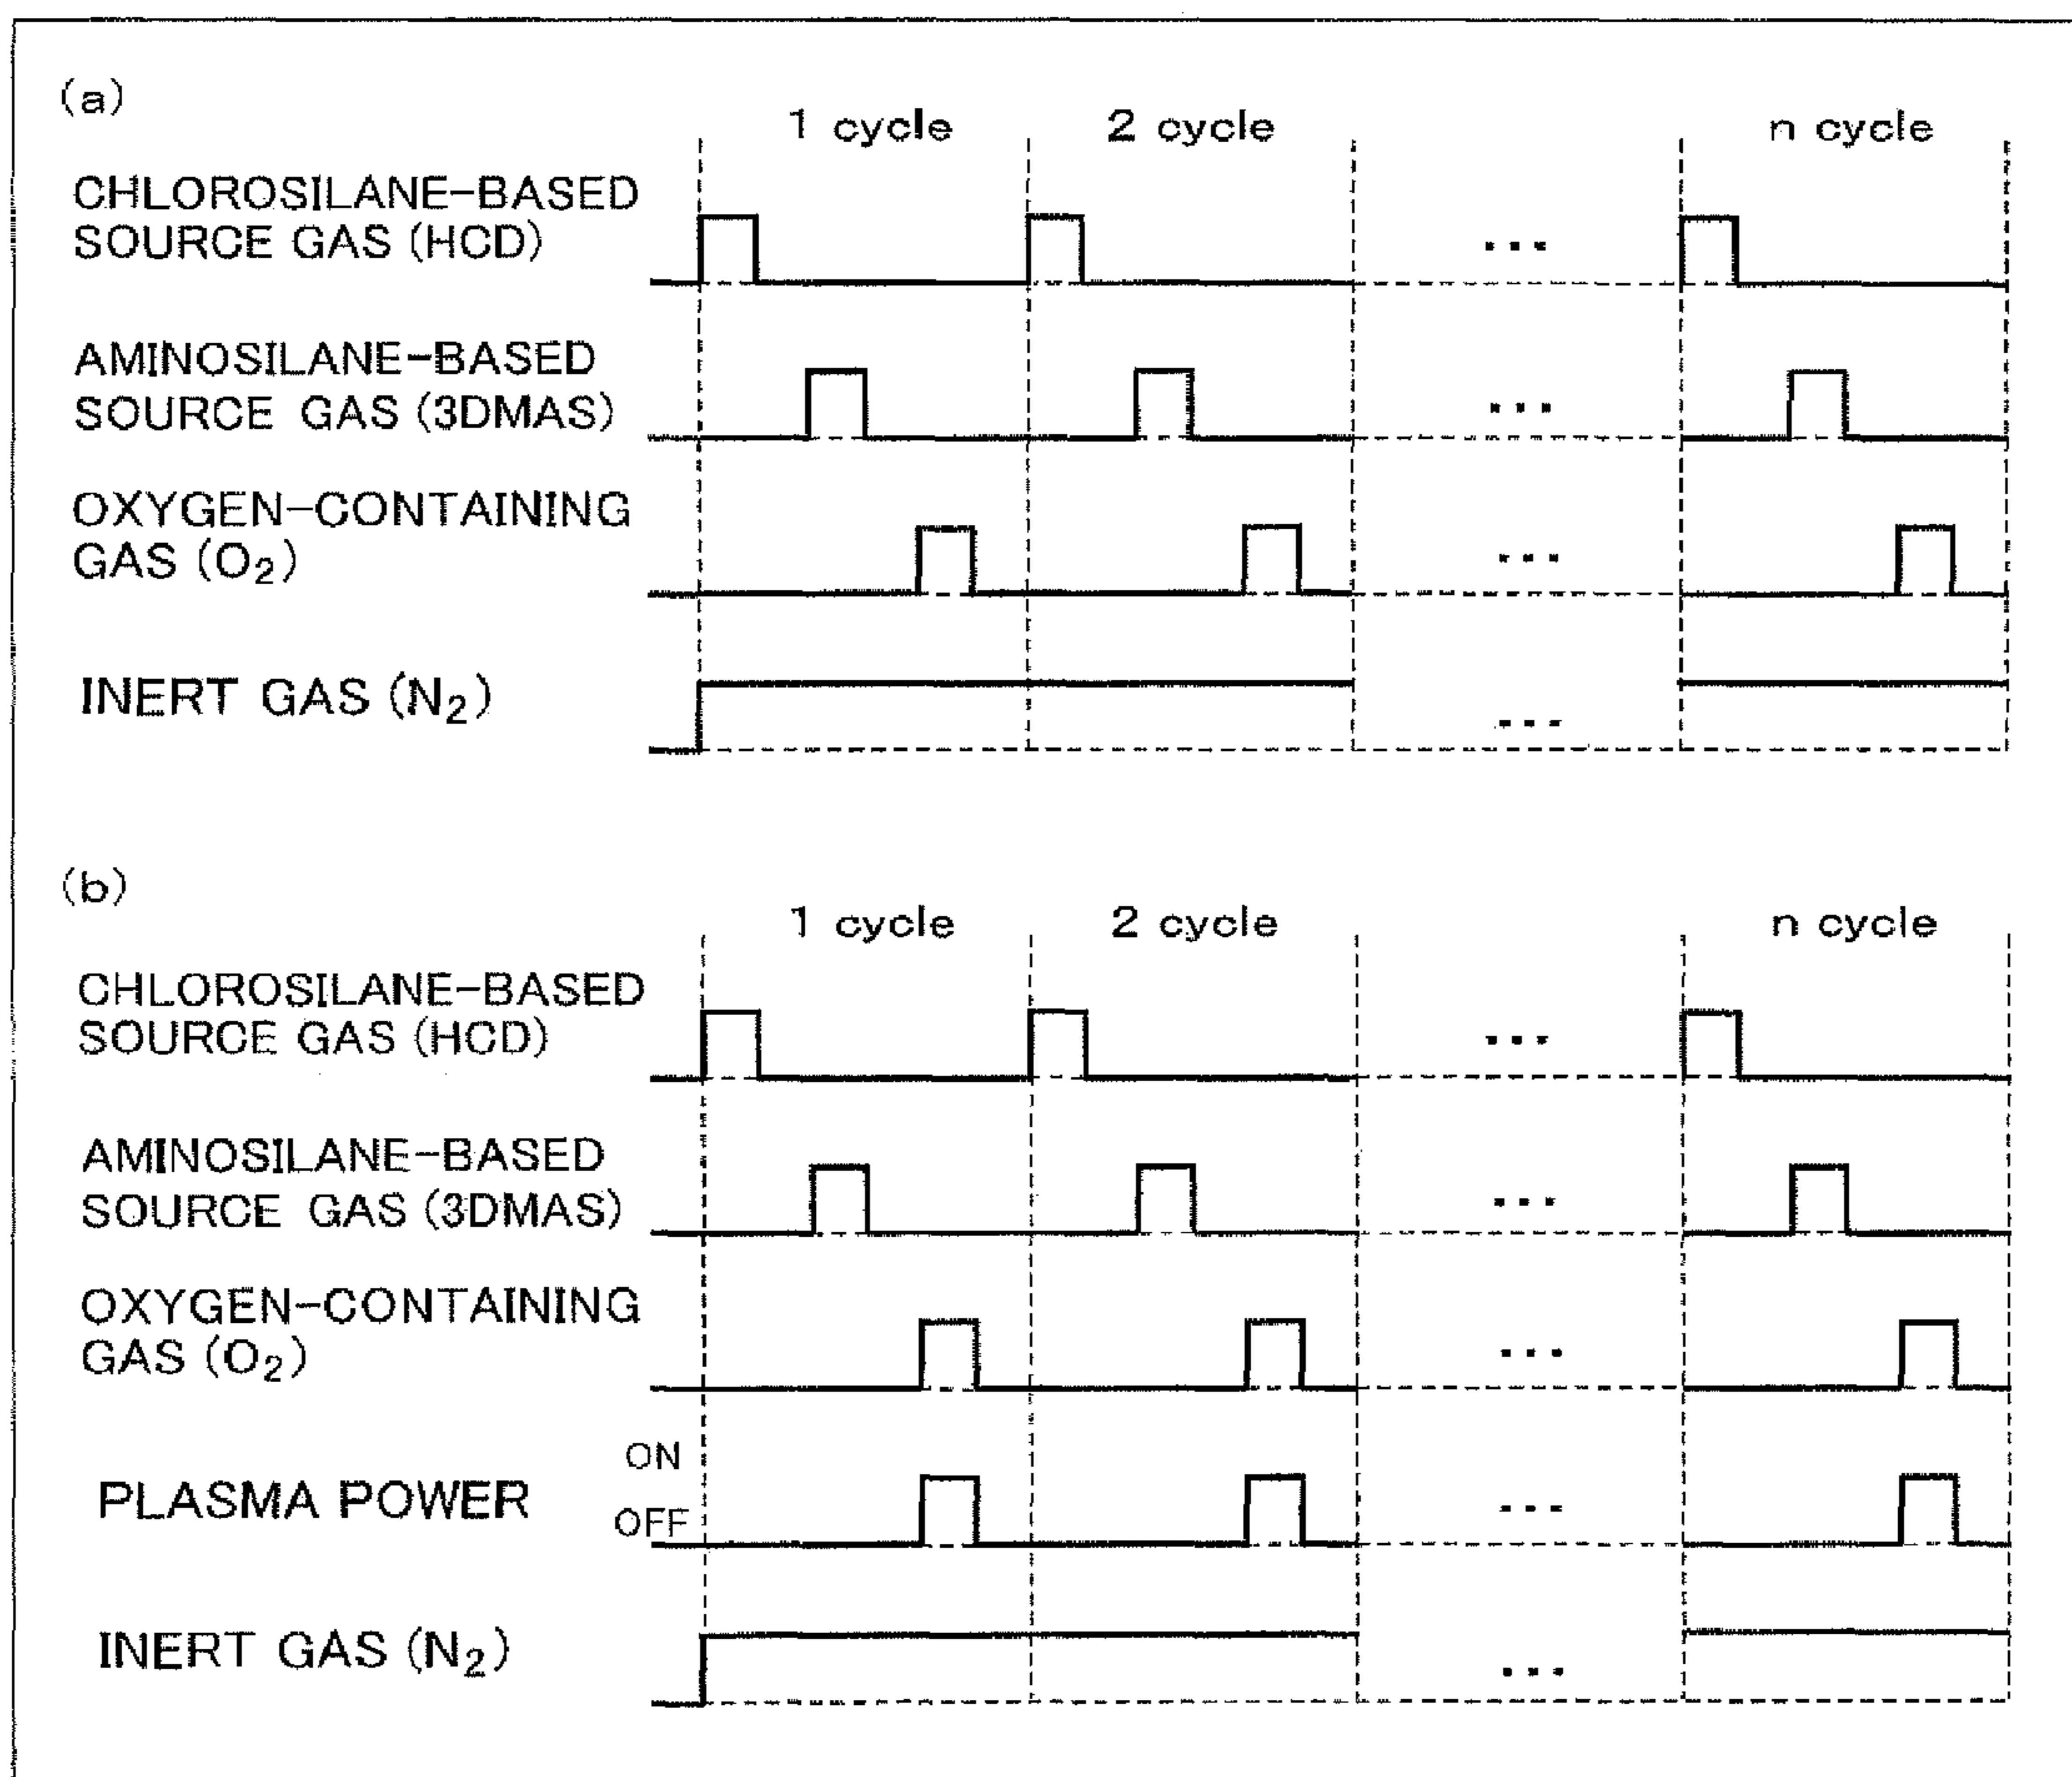 (a)
1 cycle 2 cycle n cycle
CHLOROSILANE-BASED
SOURCE GAS (HCD)
...
AMINOSILANE-BASED
SOURCE GAS (3DMAS)
...
OXYGEN-CONTAINING
GAS (O₂)
...
INERT GAS (N₂)
...
(b)
1 cycle 2 cycle n cycle
CHLOROSILANE-BASED
SOURCE GAS (HCD)
...
AMINOSILANE-BASED
SOURCE GAS (3DMAS)
...
OXYGEN-CONTAINING
GAS (O₂)
...
ON
PLASMA POWER
OFF
...
INERT GAS (N₂)
...